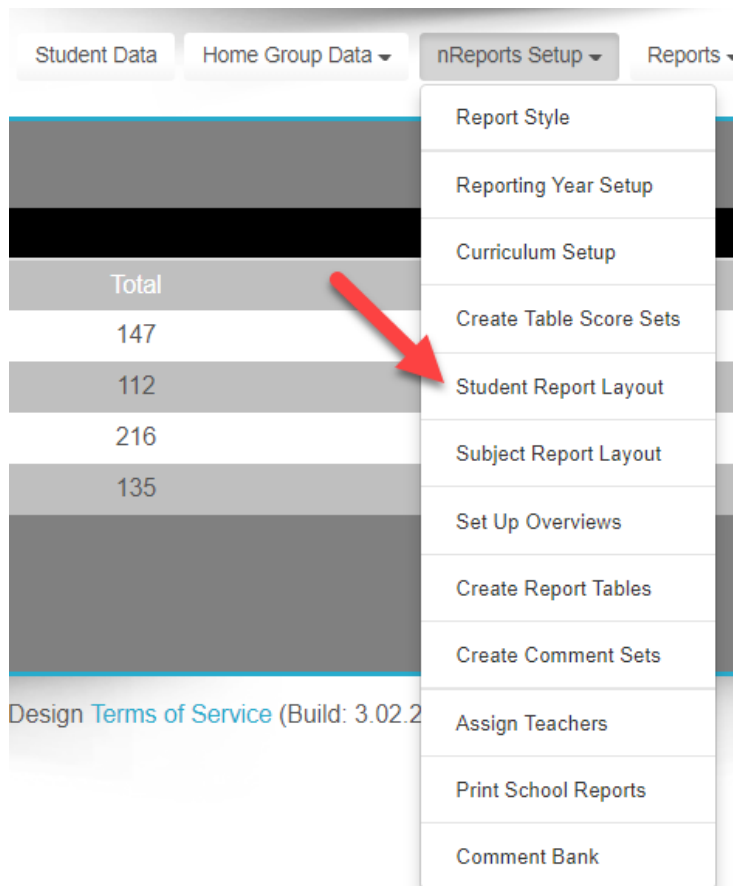 Student Data Home Group Data nReports Setup Reports
Report Style
Reporting Year Setup
Curriculum Setup
Total
Create Table Score Sets
147
112
Student Report Layout
216
Subject Report Layout
135
Set Up Overviews
Create Report Tables
Create Comment Sets
Design Terms of Service (Build: 3.02.2
Assign Teachers
Print School Reports
Comment Bank